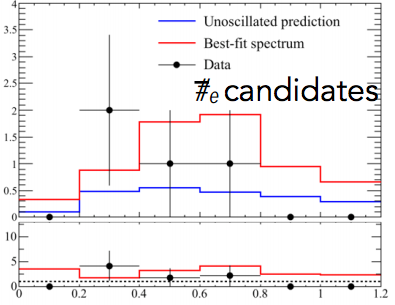 4
3.5
Unoscillated prediction
3
Best-fit spectrum
Data
2.5
#e candidates
2
1.5
1
0.5
0
10
5
0
0 0.2 0.4 0.6 0.8 1 1.2